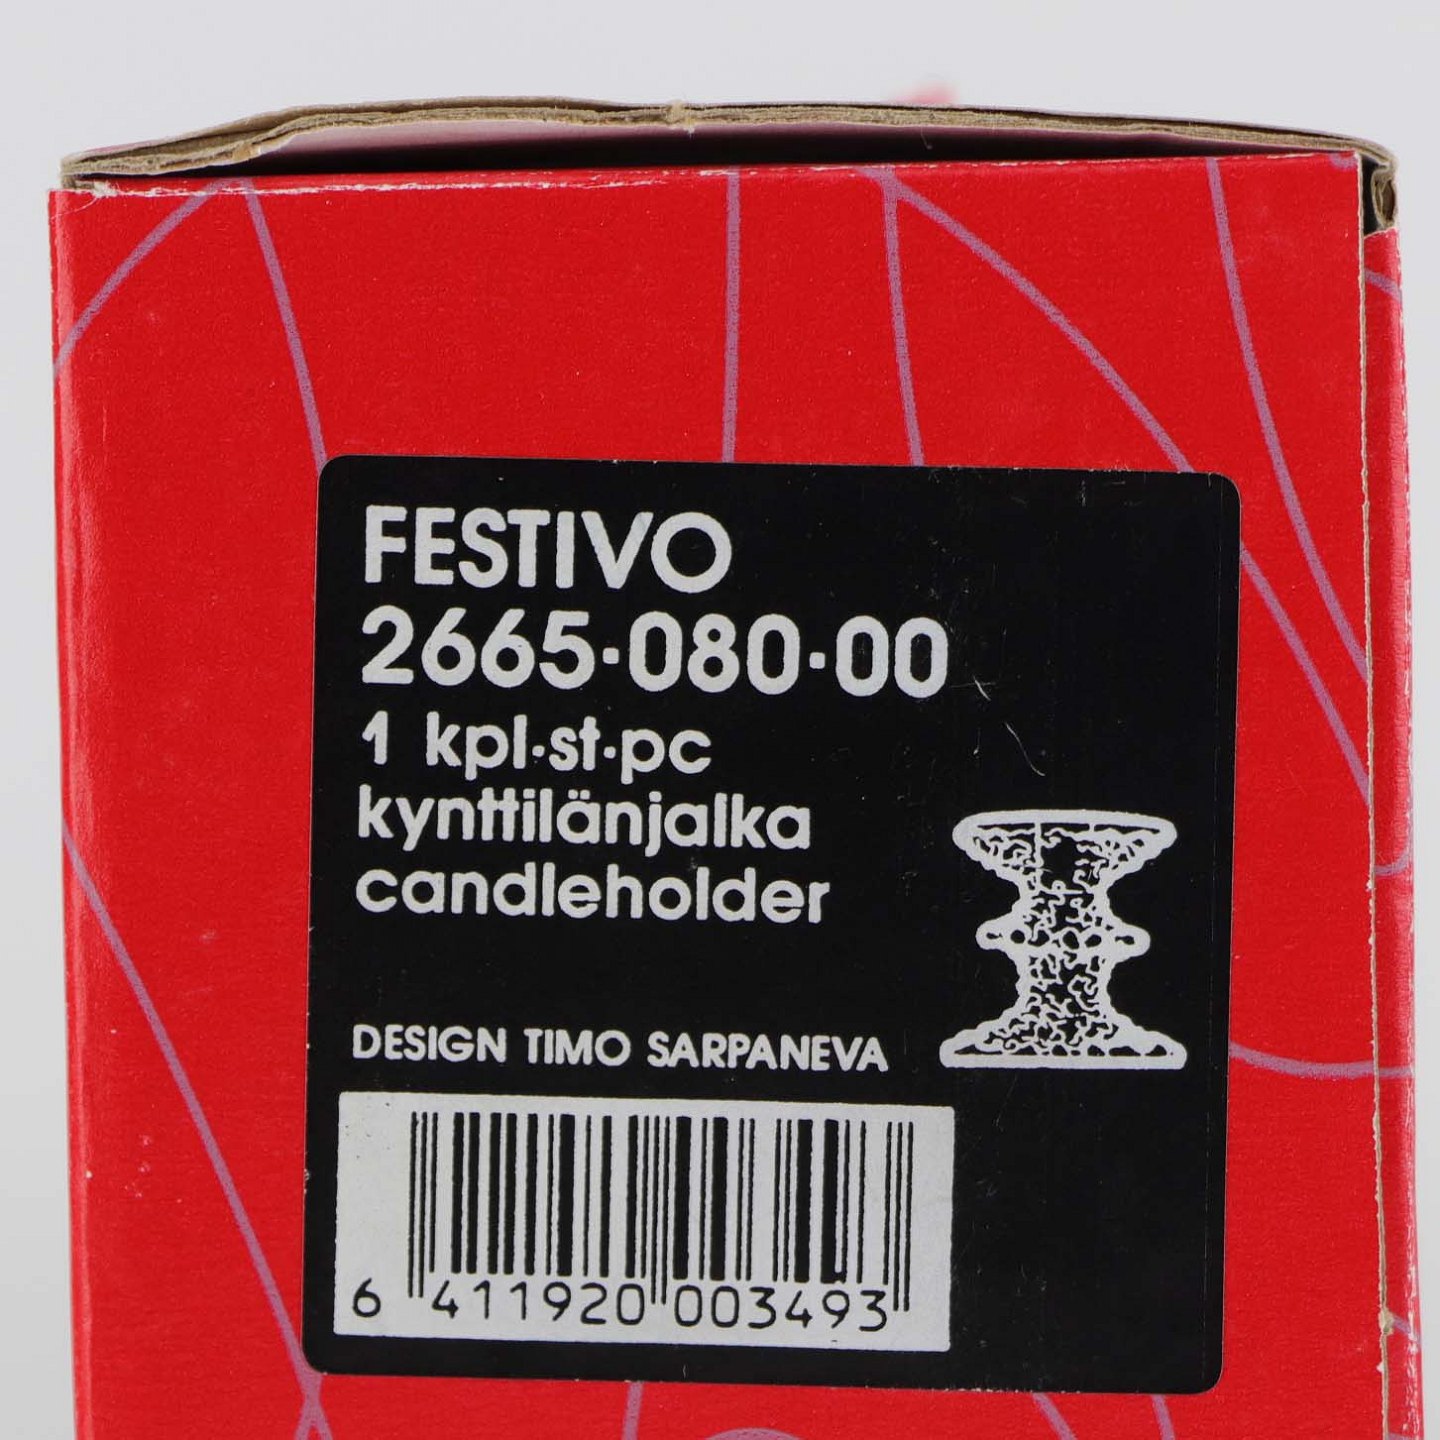 FESTIVO
2665·080·00
1 kpl·st·pc
kynttilänjalka
candleholder
DESIGN TIMO SARPANEVA
6 411920 003493